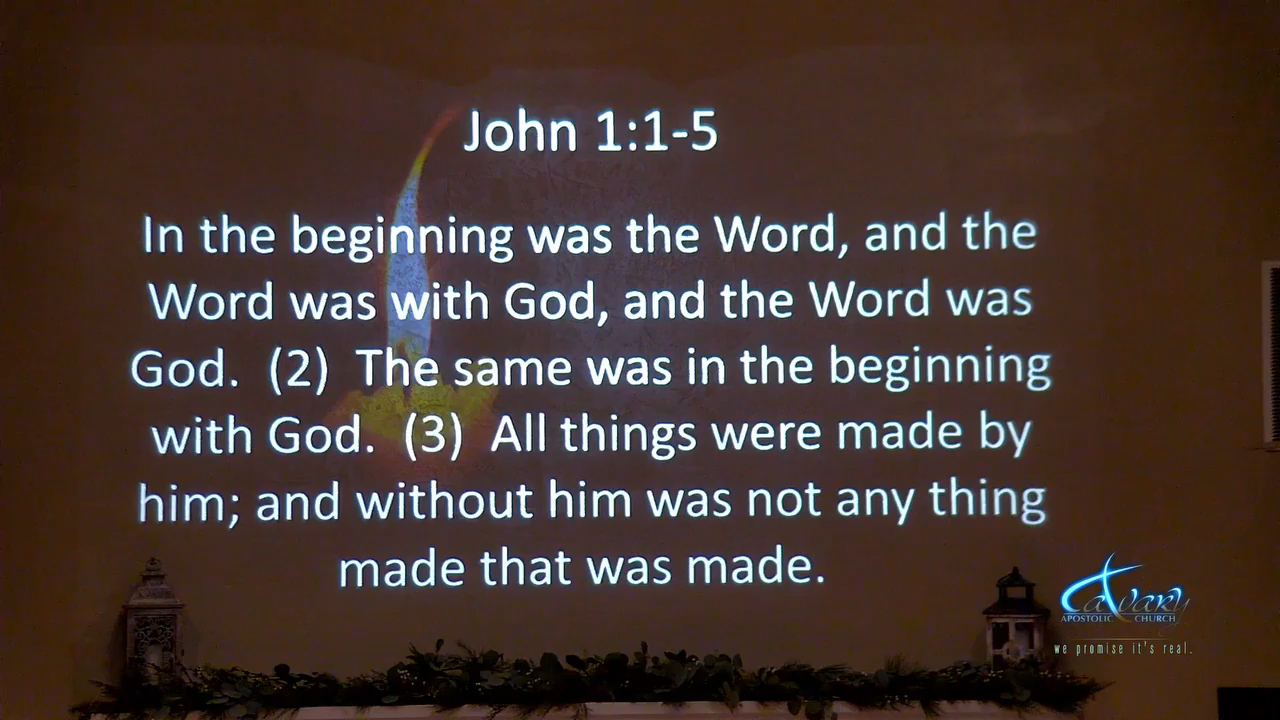 John 1:1-5
In the beginning was the Word, and the
Word was with God, and the Word was
God. (2) The same was in the beginning
with God. (3) All things were made by
him; and without him was not any thing
made that was made.
Calvary
APOSTOLIC CHURCH
we promise it's real.